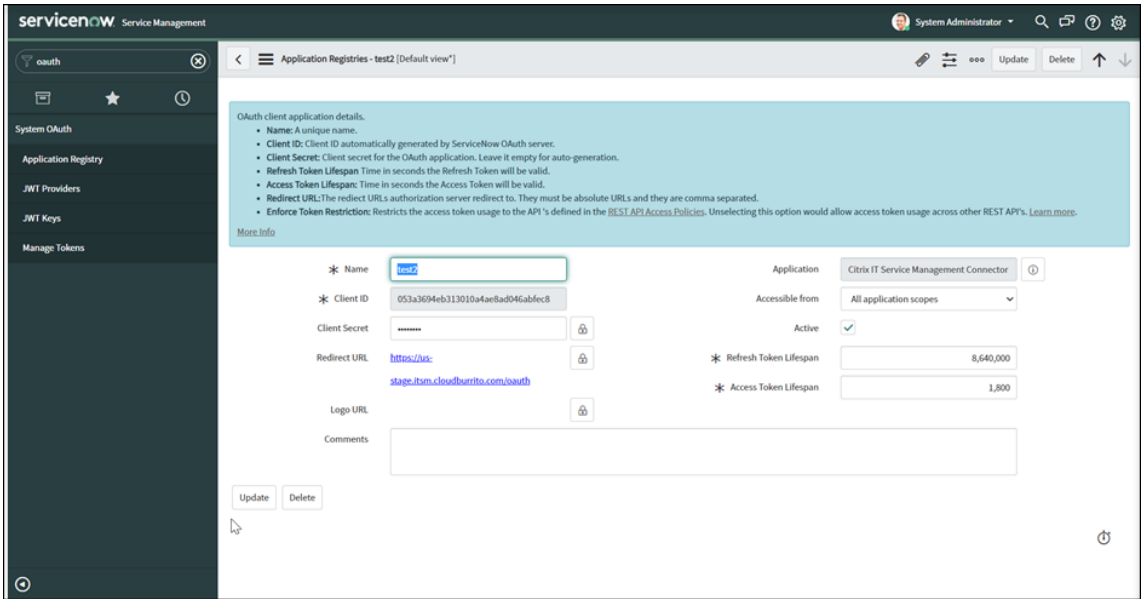 servicenow Service Management
System Administrator
oauth
System OAuth
Application Registry
JWT Providers
JWT Keys
Manage Tokens
Application Registries - test2 [Default view*]
Update
Delete
OAuth client application details.
• Name: A unique name.
• Client ID: Client ID automatically generated by ServiceNow OAuth server.
• Client Secret: Client secret for the OAuth application. Leave it empty for auto-generation.
• Refresh Token Lifespan Time in seconds the Refresh Token will be valid.
• Access Token Lifespan: Time in seconds the Access Token will be valid.
• Redirect URL:The rediect URLs authorization server redirect to. They must be absolute URLs and they are comma separated.
• Enforce Token Restriction: Restricts the access token usage to the API 's defined in the REST API Access Policies. Unselecting this option would allow access token usage across other REST API's. Learn more.
More Info
Name test2
Client ID 053a3694eb313010a4ae8ad046abfec8
Client Secret ••••••••
Redirect URL https://us-
stage.itsm.cloudburrito.com/oauth
Logo URL
Comments
Application Citrix IT Service Management Connector
Accessible from All application scopes
Active
Refresh Token Lifespan 8,640,000
Access Token Lifespan 1,800
Update Delete